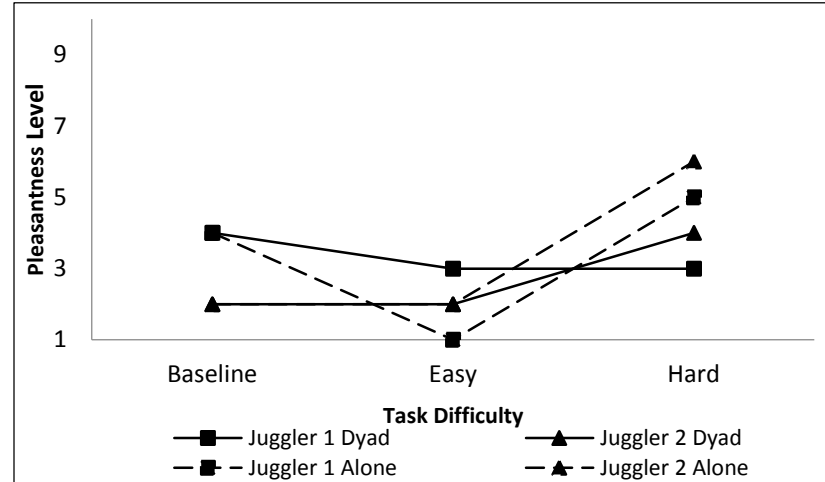 Pleasantness Level
9
7
5
3
1
Baseline Easy Hard
Task Difficulty
Juggler 1 Dyad Juggler 2 Dyad
Juggler 1 Alone Juggler 2 Alone